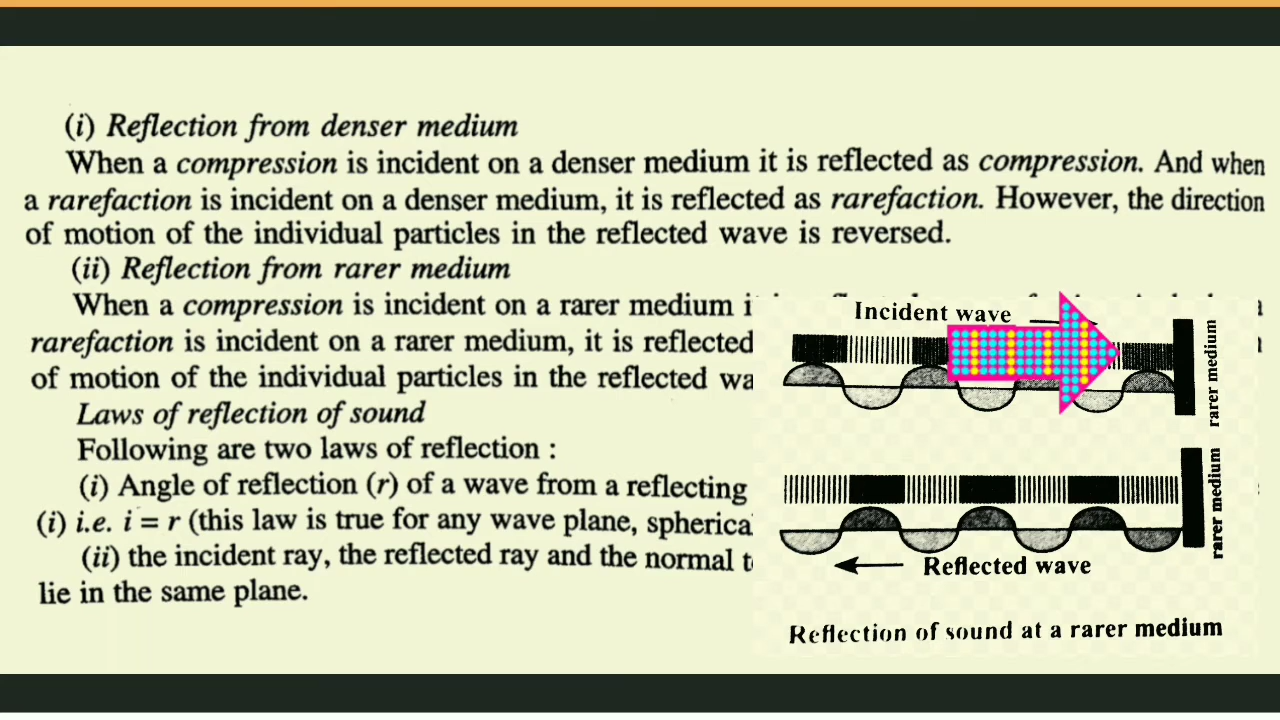 (i) Reflection from denser medium
When a compression is incident on a denser medium it is reflected as compression. And when
a rarefaction is incident on a denser medium, it is reflected as rarefaction. However, the direction
of motion of the individual particles in the reflected wave is reversed.
(ii) Reflection from rarer medium
When a compression is incident on a rarer medium
rarefaction is incident on a rarer medium, it is reflected
of motion of the individual particles in the reflected
Laws of reflection of sound
Following are two laws of reflection :
(i) Angle of reflection (r) of a wave from a reflecting
(i) i.e. i = r (this law is true for any wave plane,
(ii) the incident ray, the reflected ray and the normal
lie in the same plane.
Incident wave
rarer medium
rarer medium
Reflected wave
Reflection of sound at a rarer medium